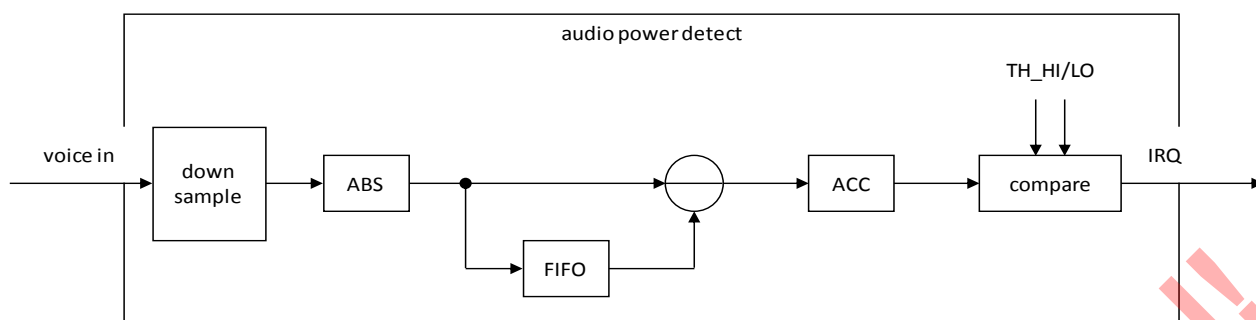 audio power detect
TH_HI/LO
voice in
down
sample
ABS
ACC
compare
IRQ
FIFO